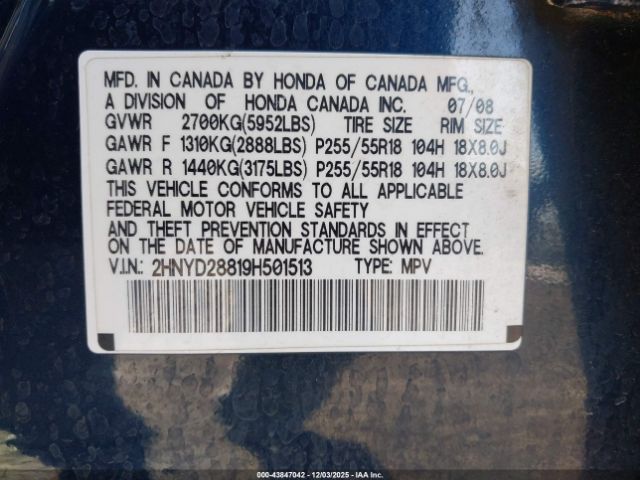 MFD. IN CANADA BY HONDA OF CANADA MFG.,
A DIVISION OF HONDA CANADA INC. 07/08
GVWR 2700KG(5952LBS) TIRE SIZE RIM SIZE
GAWR F 1310KG(2888LBS) P255/55R18 104H 18X8.0J
GAWR R 1440KG(3175LBS) P255/55R18 104H 18X8.0J
THIS VEHICLE CONFORMS TO ALL APPLICABLE
FEDERAL MOTOR VEHICLE SAFETY
AND THEFT PREVENTION STANDARDS IN EFFECT
ON DATE OF MANUFACTURE SHOWN ABOVE.
V.I.N: 2HNYD28819H501513 TYPE: MPV
00-43847042 - 12/03/2025 - IAA Inc.